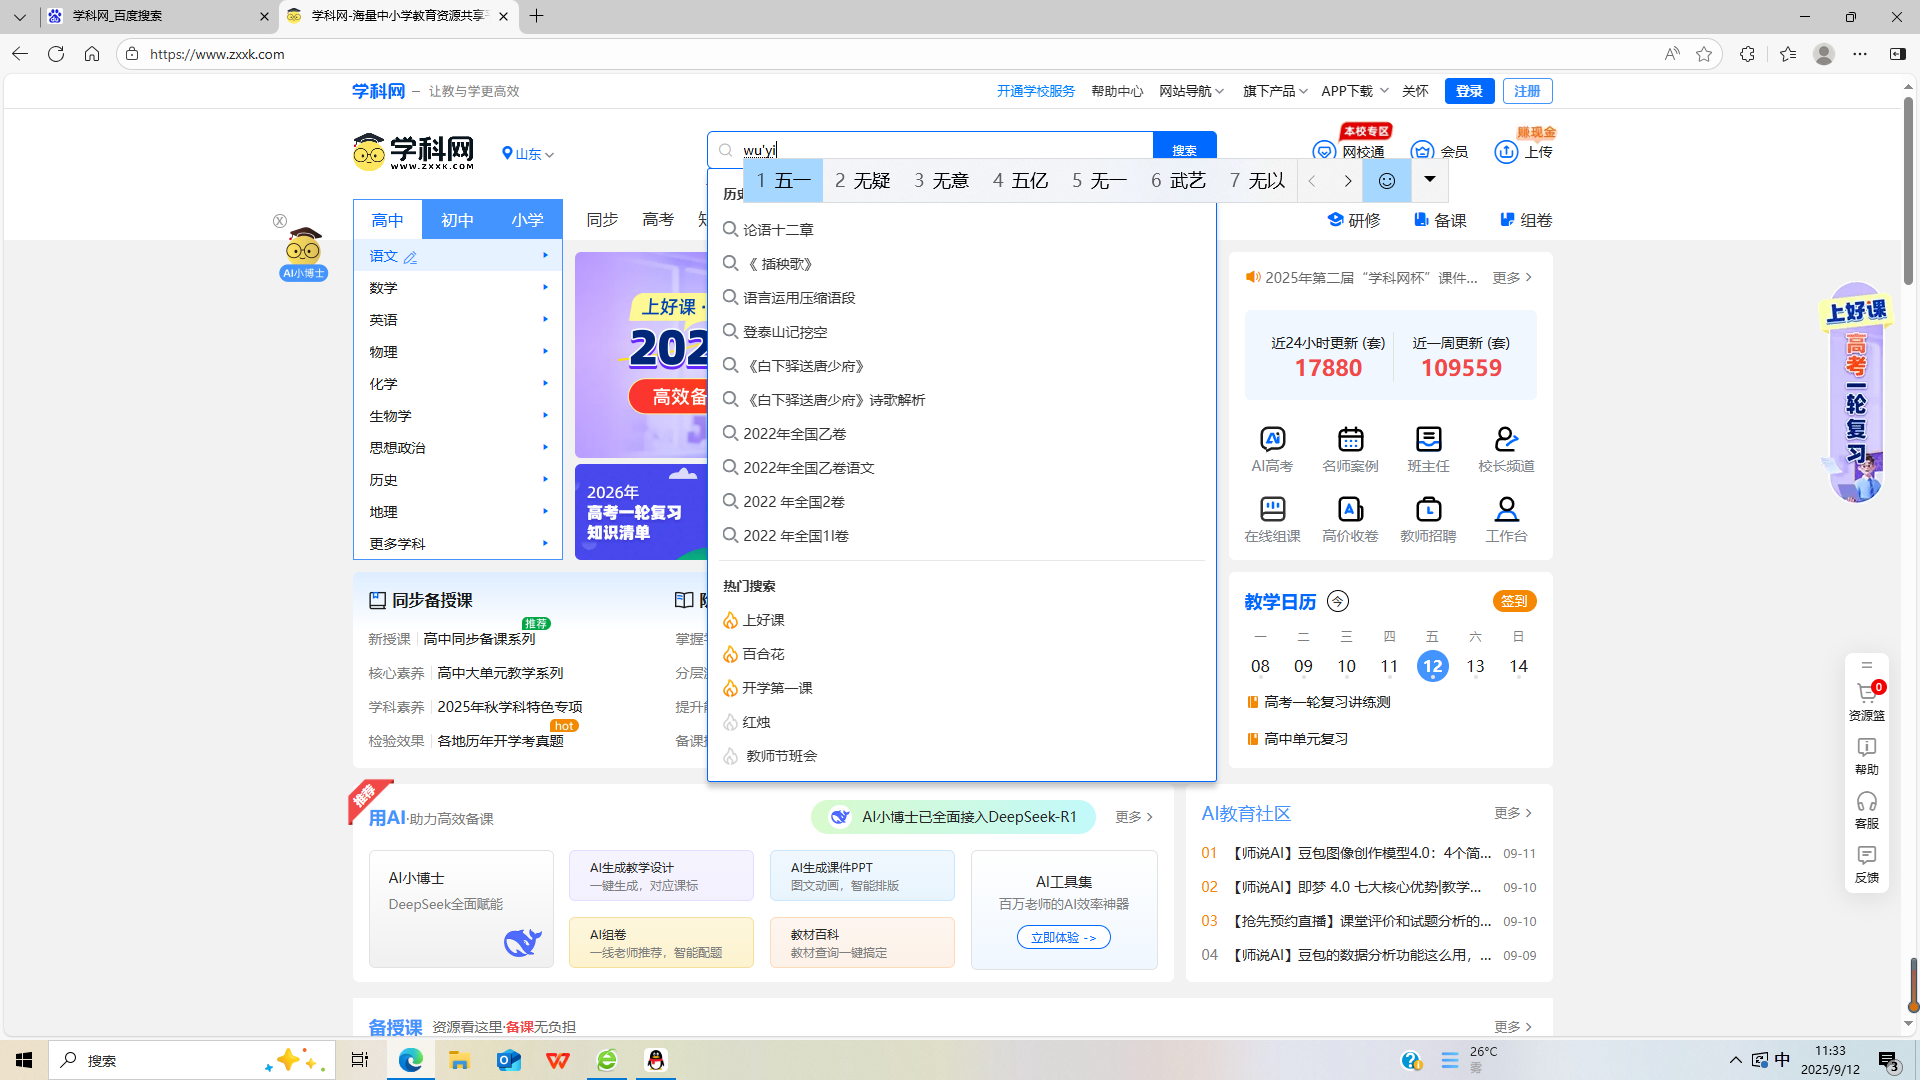 学科网_百度搜索
学科网-海量中小学教育资源共享平
https://www.zxxk.com
学科网 – 让教与学更高效
开通学校服务 帮助中心 网站导航 旗下产品 APP下载 关怀 登录 注册
学科网
www.zxxk.com
山东
wu'yi
搜索
本校专区
网校通
会员
赚现金
上传
1 五一 2 无疑 3 无意 4 五亿 5 无一 6 武艺 7 无以
高中 初中 小学
同步 高考
研修 备课 组卷
AI小博士
语文
数学
英语
物理
化学
生物学
思想政治
历史
地理
更多学科
上好课·
202
高效备
2026年
高考一轮复习
知识清单
论语十二章
《 插秧歌》
语言运用压缩语段
登泰山记挖空
《白下驿送唐少府》
《白下驿送唐少府》诗歌解析
2022年全国乙卷
2022年全国乙卷语文
2022 年全国2卷
2022 年全国1l卷
热门搜索
上好课
百合花
开学第一课
红烛
教师节班会
2025年第二届“学科网杯”课件... 更多
近24小时更新 (套) 近一周更新 (套)
17880 109559
AI高考 名师案例 班主任 校长频道
在线组课 高价收卷 教师招聘 工作台
上好课
高考一轮复习
同步备授课
推荐
新授课 高中同步备课系列
核心素养 高中大单元教学系列
学科素养 2025年秋学科特色专项
hot
检验效果 各地历年开学考真题
掌握
分层
提升
备课
教学日历 今 签到
一 二 三 四 五 六 日
08 09 10 11 12 13 14
高考一轮复习讲练测
高中单元复习
0
资源篮
帮助
客服
反馈
推荐
用AI·助力高效备课
AI小博士已全面接入DeepSeek-R1
更多
AI小博士
DeepSeek全面赋能
AI生成教学设计
一键生成，对应课标
AI生成课件PPT
图文动画，智能排版
AI组卷
一线老师推荐，智能配题
教材百科
教材查询一键搞定
AI工具集
百万老师的AI效率神器
立即体验 ->
AI教育社区 更多
01 【师说AI】豆包图像创作模型4.0：4个简... 09-11
02 【师说AI】即梦 4.0 七大核心优势|教学... 09-10
03 【抢先预约直播】课堂评价和试题分析的... 09-10
04 【师说AI】豆包的数据分析功能这么用，... 09-09
备授课 资源看这里·备课无负担 更多
搜索
26°C
雾
中
11:33
2025/9/12
3